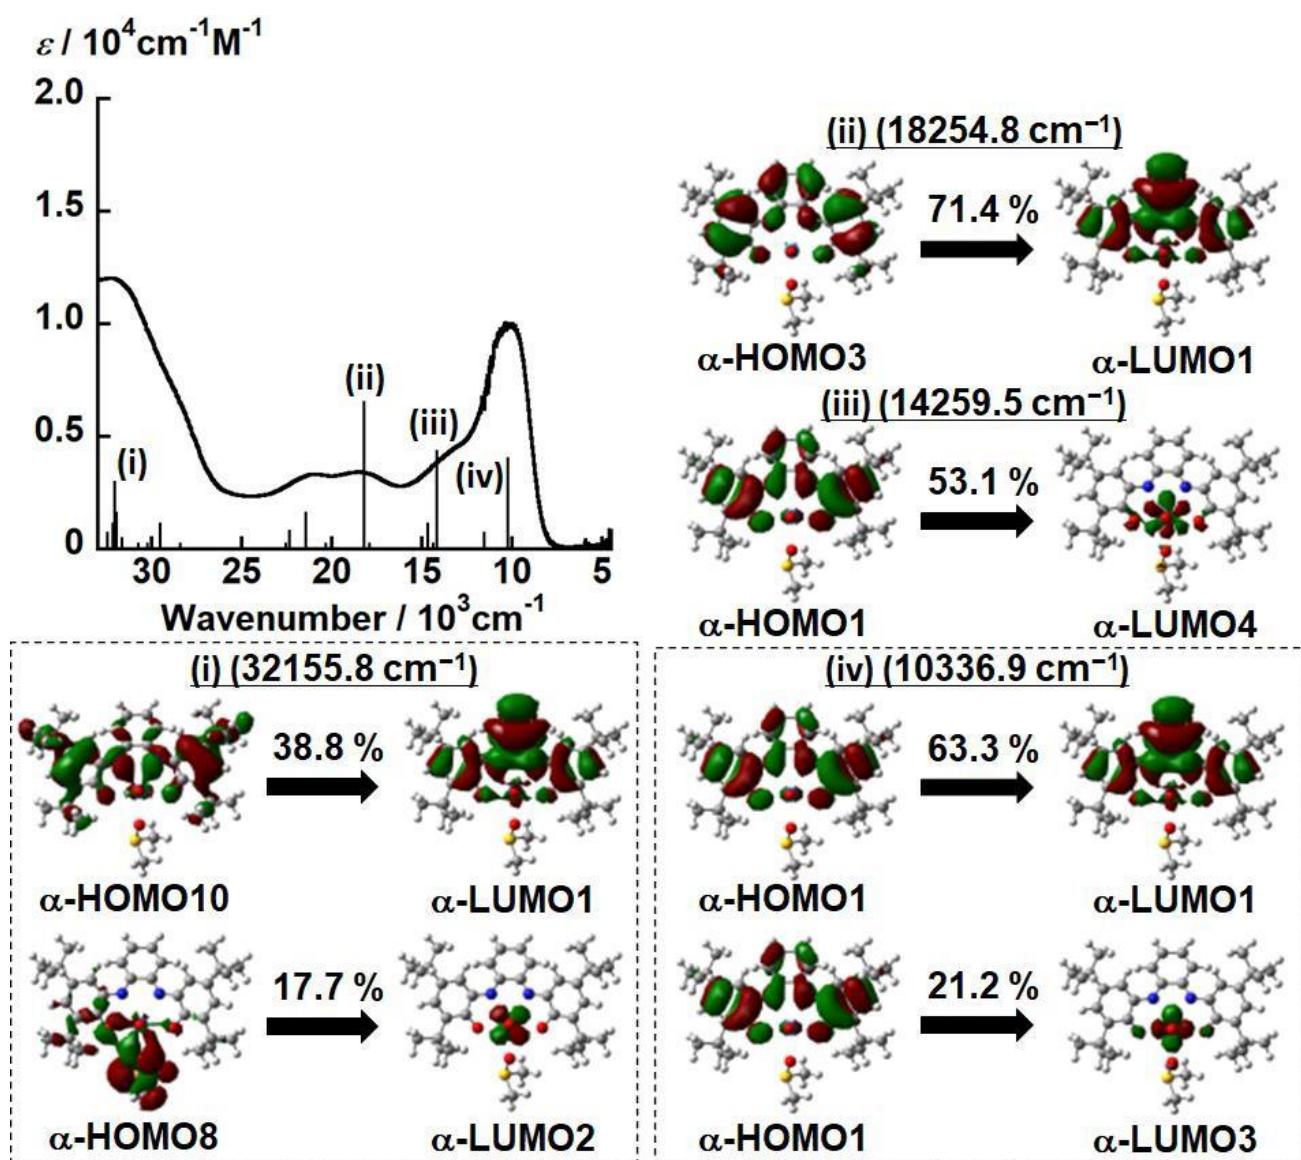 ε / 10⁴cm⁻¹M⁻¹
2.0
1.5
1.0
0.5
0
(i)
(ii)
(iii)
(iv)
30 25 20 15 10 5
Wavenumber / 10³cm⁻¹
(ii) (18254.8 cm⁻¹)
71.4 %
α-HOMO3 α-LUMO1
(iii) (14259.5 cm⁻¹)
53.1 %
α-HOMO1 α-LUMO4
(i) (32155.8 cm⁻¹)
38.8 %
α-HOMO10 α-LUMO1
17.7 %
α-HOMO8 α-LUMO2
(iv) (10336.9 cm⁻¹)
63.3 %
α-HOMO1 α-LUMO1
21.2 %
α-HOMO1 α-LUMO3